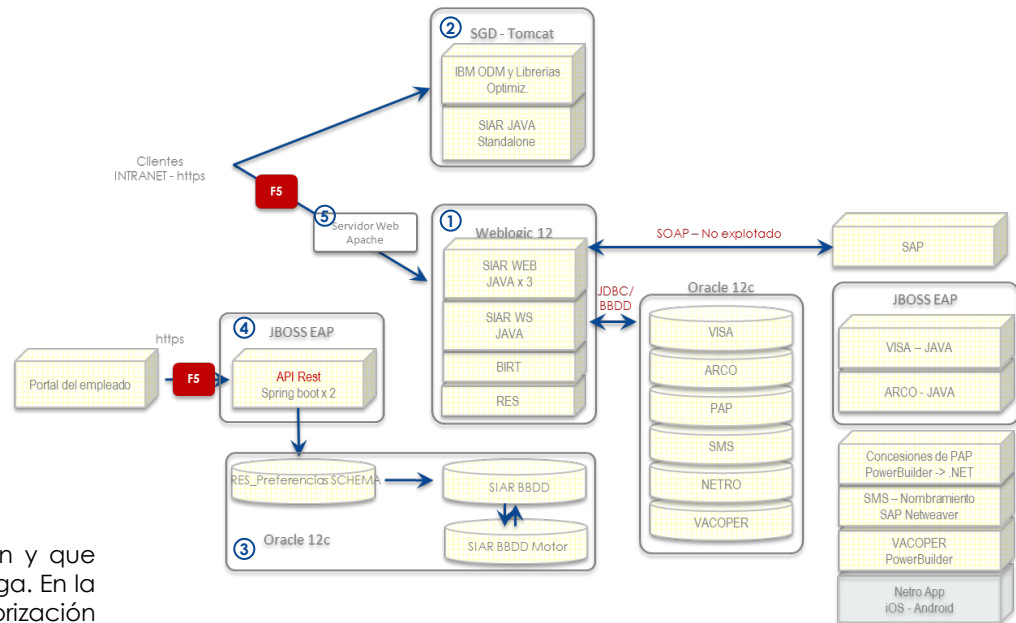 ②
SGD - Tomcat
IBM ODM y Librerías
Optimiz.
SIAR JAVA
Standalone
Clientes
INTRANET - https
F5
⑤
Servidor Web
Apache
①
Weblogic 12
SIAR WEB
JAVA x 3
SIAR WS
JAVA
BIRT
RES
SOAP – No explotado
SAP
JDBC/
BBDD
Oracle 12c
VISA
ARCO
PAP
SMS
NETRO
VACOPER
JBOSS EAP
VISA – JAVA
ARCO - JAVA
Concesiones de PAP
PowerBuilder -> .NET
SMS – Nombramiento
SAP Netweaver
VACOPER
PowerBuilder
Netro App
iOS - Android
④
JBOSS EAP
https
Portal del empleado
F5
API Rest
Spring boot x 2
RES_Preferencias SCHEMA
SIAR BBDD
SIAR BBDD Motor
③
Oracle 12c
n y que
ga. En la
orización